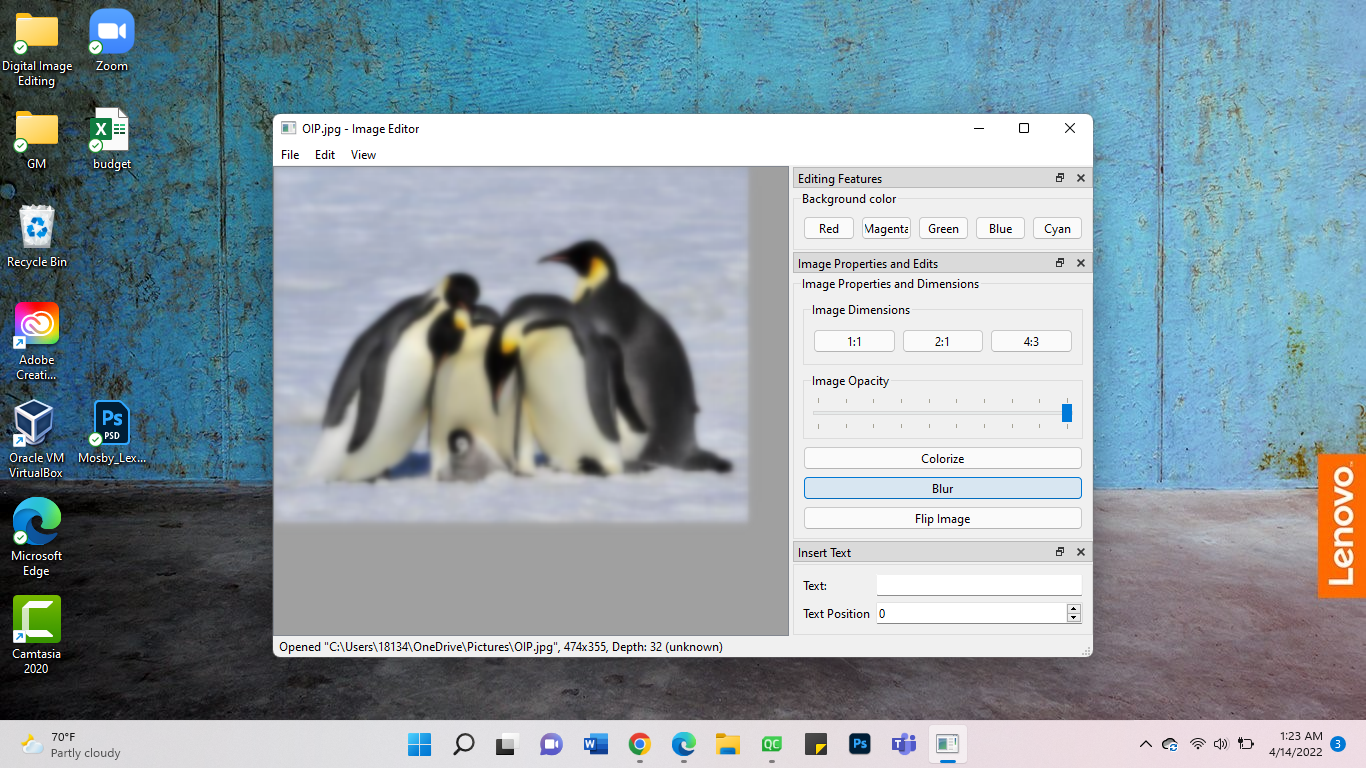 Digital Image
Editing
Zoom
GM
budget
Recycle Bin
Adobe
Creati...
Oracle VM
VirtualBox
Ps
PSD
Mosby_Lex...
Microsoft
Edge
Camtasia
2020
OIP.jpg - Image Editor
File Edit View
Editing Features
Background color
Red Magenta Green Blue Cyan
Image Properties and Edits
Image Properties and Dimensions
Image Dimensions
1:1 2:1 4:3
Image Opacity
Colorize
Blur
Flip Image
Insert Text
Text:
Text Position 0
Opened "C:\Users\18134\OneDrive\Pictures\OIP.jpg", 474x355, Depth: 32 (unknown)
Lenovo
70°F
Partly cloudy
W
QC
Ps
1:23 AM
4/14/2022
3